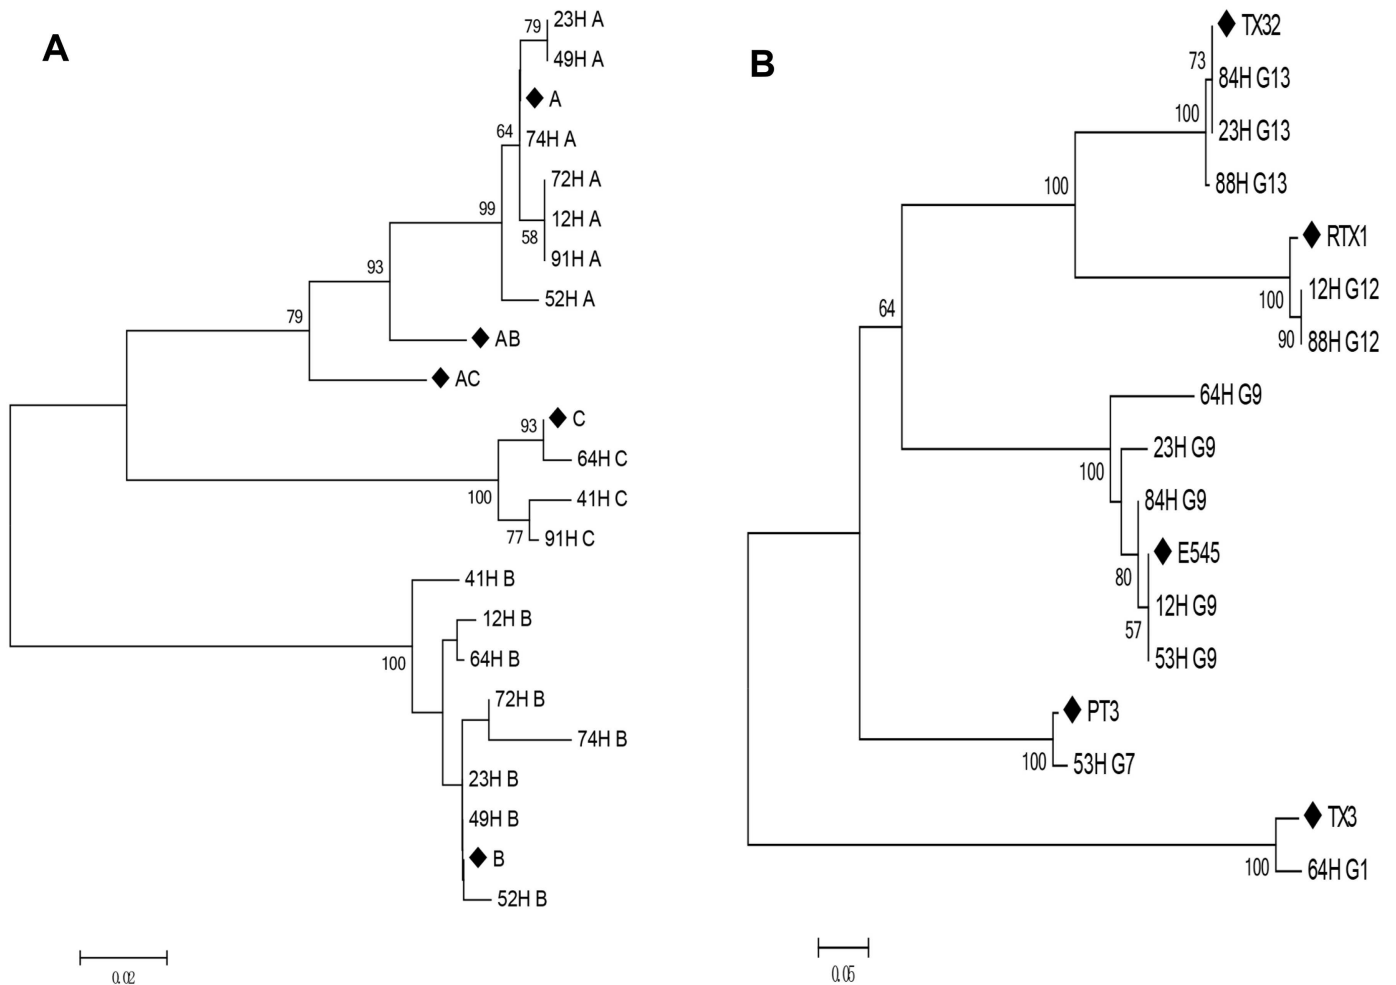 A
79
23H A
49H A
A
64
74H A
72H A
99
12H A
58
91H A
93
52H A
79
AB
AC
93
C
64H C
100
41H C
77
91H C
41H B
12H B
100
64H B
72H B
74H B
23H B
49H B
B
52H B
0.02
B
TX32
73
84H G13
100
23H G13
88H G13
100
RTX1
12H G12
100
90
88H G12
64
64H G9
23H G9
100
84H G9
E545
80
12H G9
57
53H G9
PT3
100
53H G7
TX3
100
64H G1
0.05